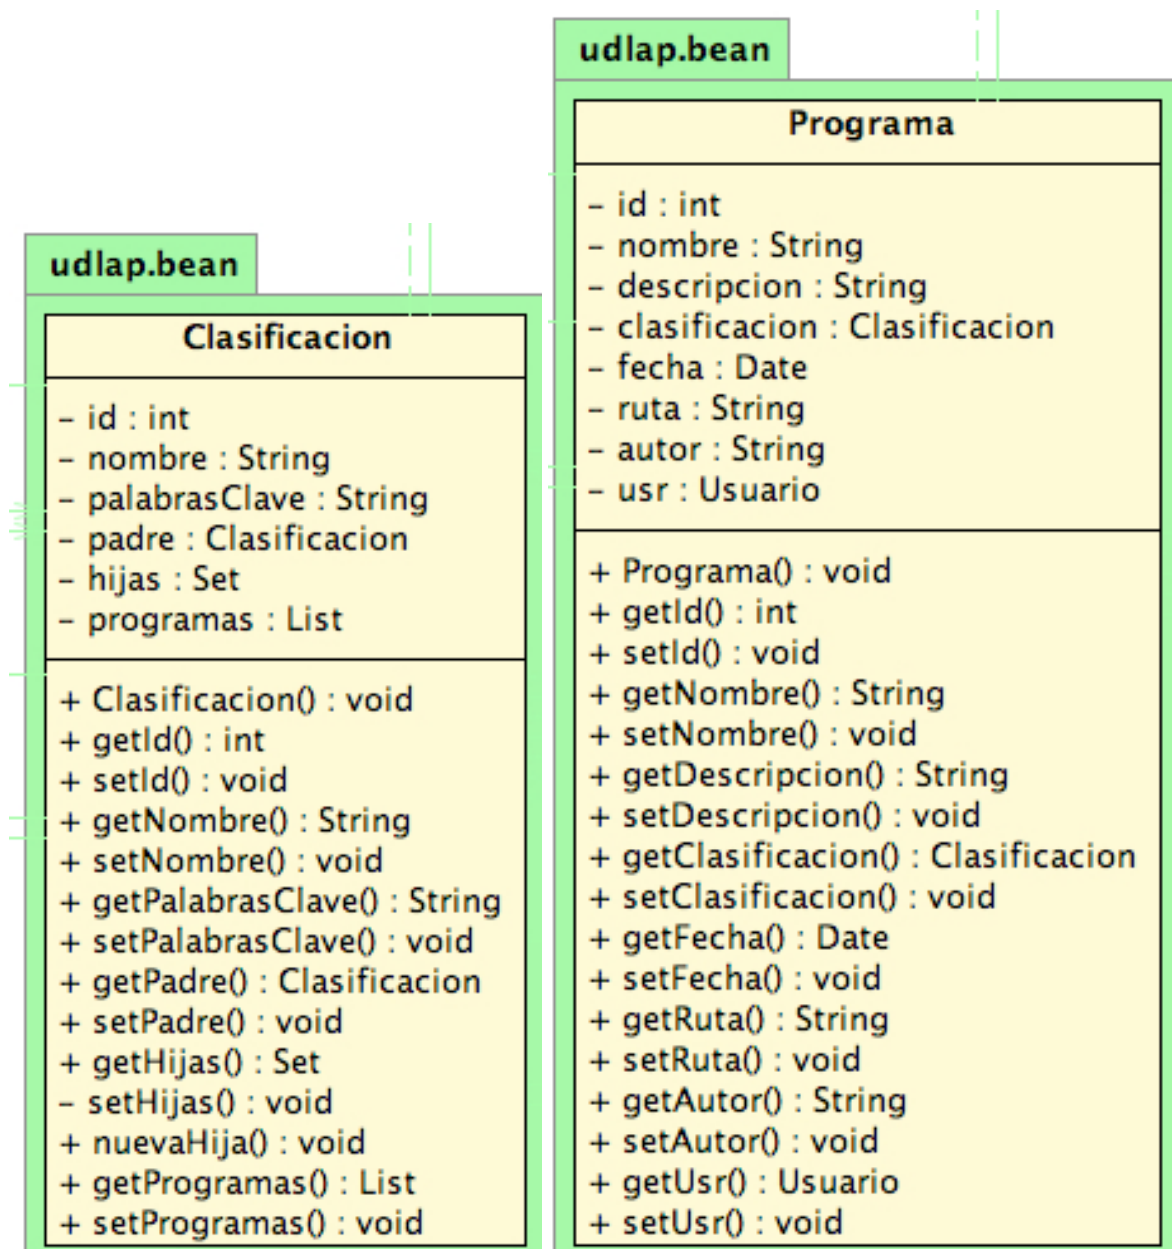 udlap.bean
Clasificacion
– id : int
– nombre : String
– palabrasClave : String
– padre : Clasificacion
– hijas : Set
– programas : List
+ Clasificacion() : void
+ getId() : int
+ setId() : void
+ getNombre() : String
+ setNombre() : void
+ getPalabrasClave() : String
+ setPalabrasClave() : void
+ getPadre() : Clasificacion
+ setPadre() : void
+ getHijas() : Set
– setHijas() : void
+ nuevaHija() : void
+ getProgramas() : List
+ setProgramas() : void
udlap.bean
Programa
– id : int
– nombre : String
– descripcion : String
– clasificacion : Clasificacion
– fecha : Date
– ruta : String
– autor : String
– usr : Usuario
+ Programa() : void
+ getId() : int
+ setId() : void
+ getNombre() : String
+ setNombre() : void
+ getDescripcion() : String
+ setDescripcion() : void
+ getClasificacion() : Clasificacion
+ setClasificacion() : void
+ getFecha() : Date
+ setFecha() : void
+ getRuta() : String
+ setRuta() : void
+ getAutor() : String
+ setAutor() : void
+ getUsr() : Usuario
+ setUsr() : void